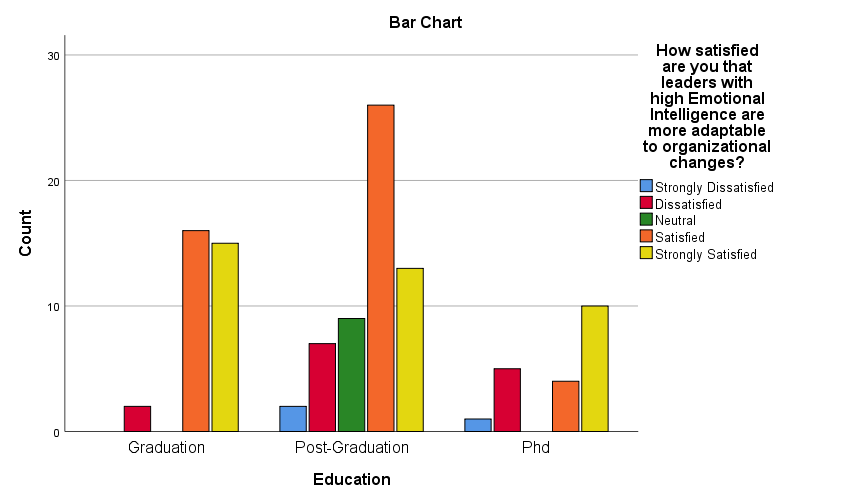 Bar Chart
30
20
10
0
Count
Graduation
Post-Graduation
Phd
Education
How satisfied
are you that
leaders with
high Emotional
Intelligence are
more adaptable
to organizational
changes?
Strongly Dissatisfied
Dissatisfied
Neutral
Satisfied
Strongly Satisfied